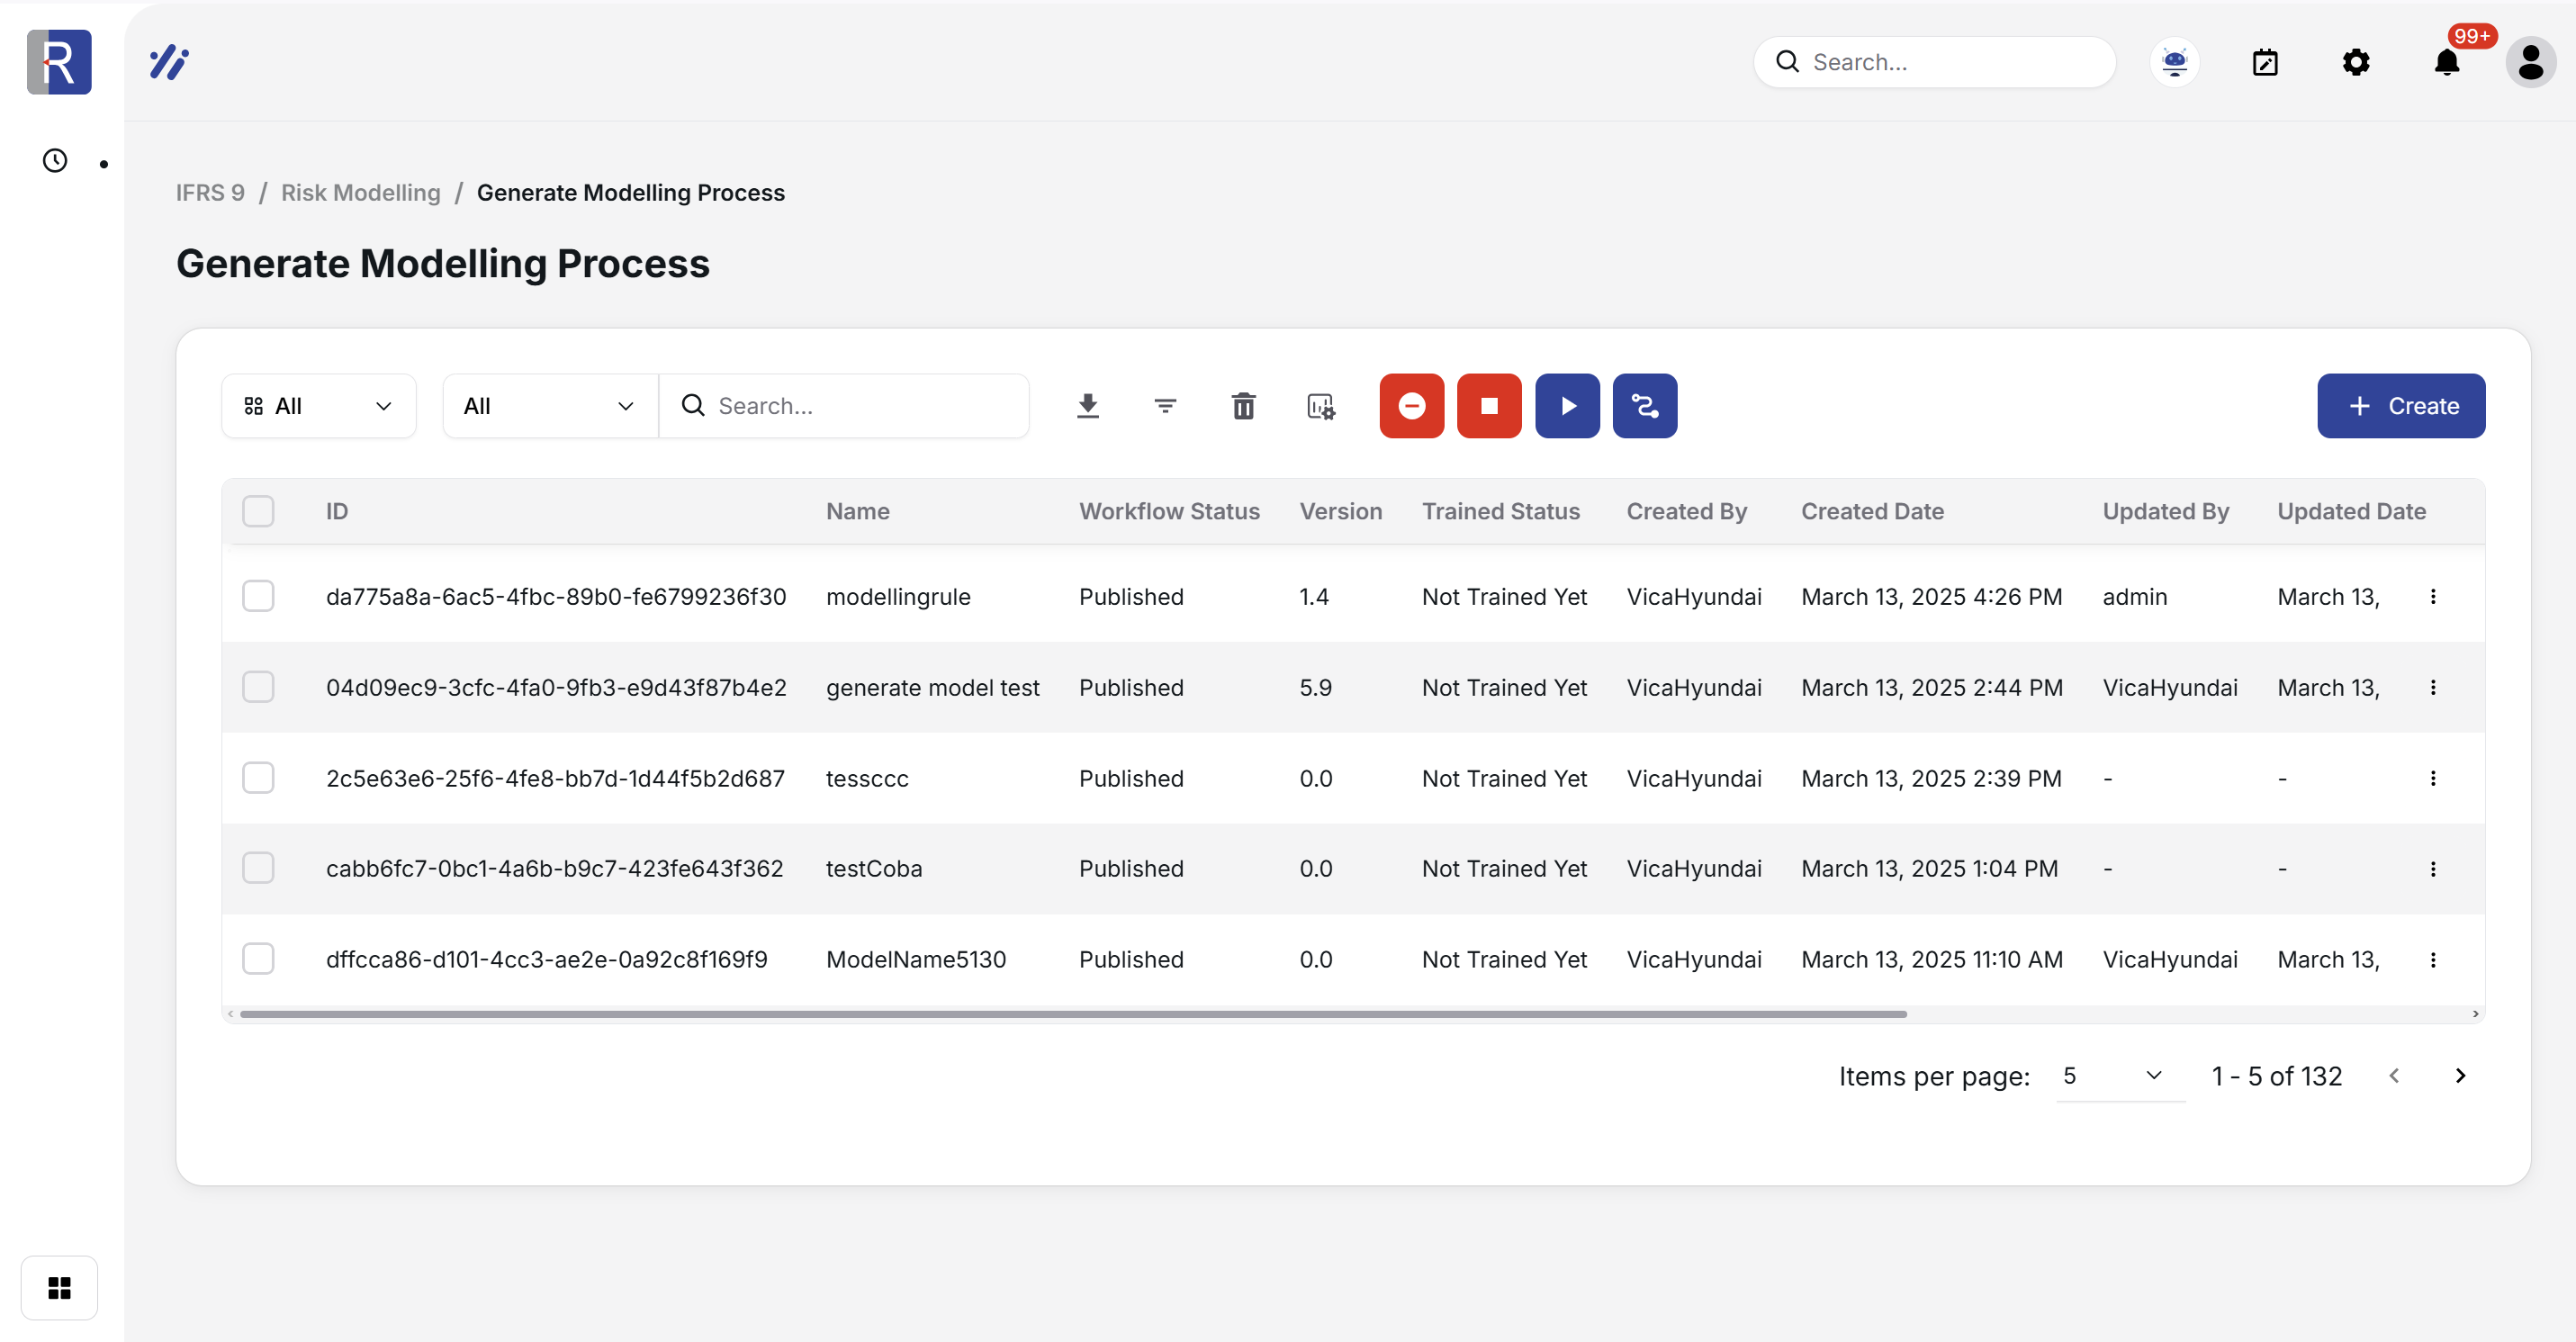 R
Search...
99+
IFRS 9 / Risk Modelling / Generate Modelling Process
Generate Modelling Process
All
All
Search...
+ Create
ID Name Workflow Status Version Trained Status Created By Created Date Updated By Updated Date
da775a8a-6ac5-4fbc-89b0-fe6799236f30 modellingrule Published 1.4 Not Trained Yet VicaHyundai March 13, 2025 4:26 PM admin March 13,
04d09ec9-3cfc-4fa0-9fb3-e9d43f87b4e2 generate model test Published 5.9 Not Trained Yet VicaHyundai March 13, 2025 2:44 PM VicaHyundai March 13,
2c5e63e6-25f6-4fe8-bb7d-1d44f5b2d687 tessccc Published 0.0 Not Trained Yet VicaHyundai March 13, 2025 2:39 PM - -
cabb6fc7-0bc1-4a6b-b9c7-423fe643f362 testCoba Published 0.0 Not Trained Yet VicaHyundai March 13, 2025 1:04 PM - -
dffcca86-d101-4cc3-ae2e-0a92c8f169f9 ModelName5130 Published 0.0 Not Trained Yet VicaHyundai March 13, 2025 11:10 AM VicaHyundai March 13,
Items per page: 5 1 - 5 of 132